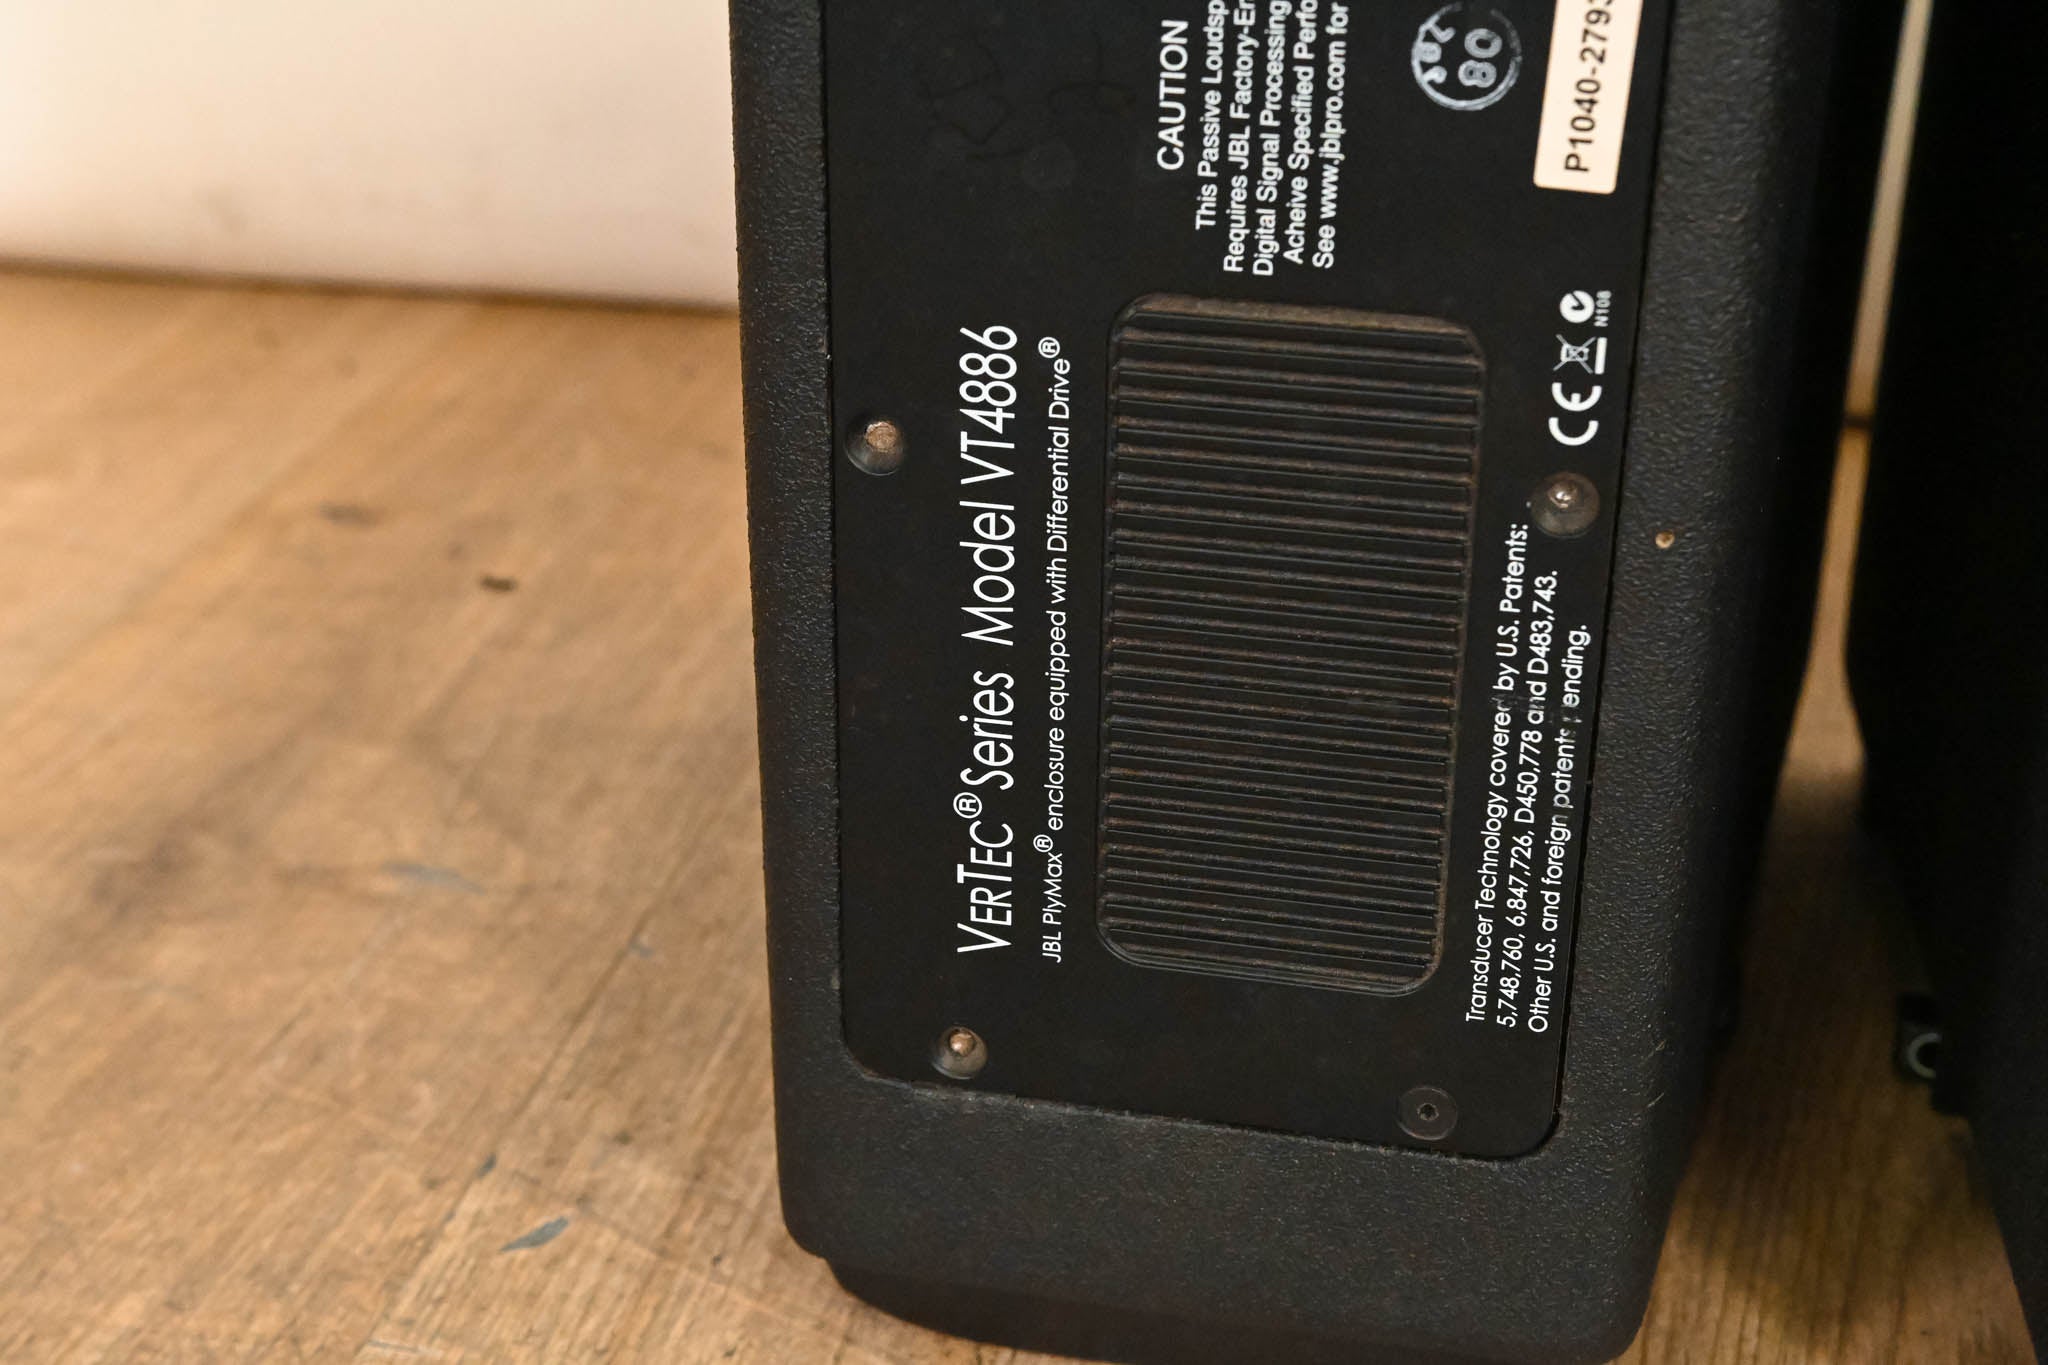 VERTEC® Series Model VT4886
JBL PlyMax® enclosure equipped with Differential Drive®
CAUTION
This Passive Loudsp
Requires JBL Factory-En
Digital Signal Processing
Acheive Specified Perfo
See www.jblpro.com for
80
P1040-2793
CE
N108
Transducer Technology covered by U.S. Patents:
5,748,760, 6,847,726, D450,778 and D483,743.
Other U.S. and foreign patents pending.